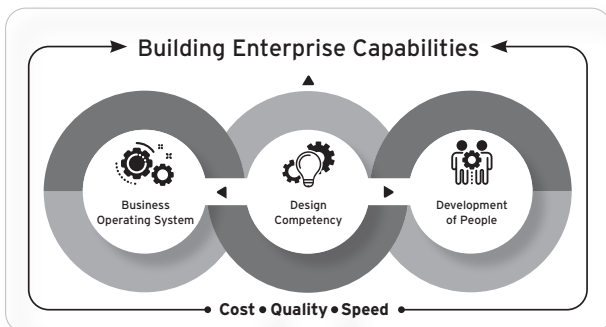 Building Enterprise Capabilities
Business
Operating System
Design
Competency
Development
of People
Cost • Quality • Speed